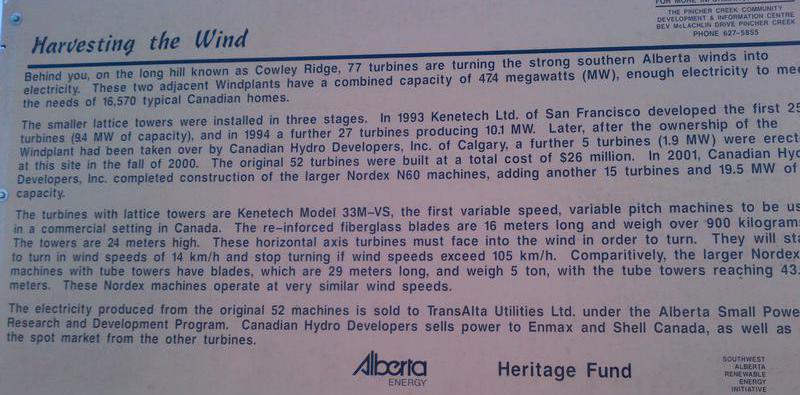 THE PINCHER CREEK COMMUNITY
DEVELOPMENT & INFORMATION CENTRE
BEV McLACHLIN DRIVE PINCHER CREEK
PHONE 627-5855
Harvesting the Wind
Behind you, on the long hill known as Cowley Ridge, 77 turbines are turning the strong southern Alberta winds into
electricity. These two adjacent Windplants have a combined capacity of 47.4 megawatts (MW), enough electricity to mee
the needs of 16,570 typical Canadian homes.
The smaller lattice towers were installed in three stages. In 1993 Kenetech Ltd. of San Francisco developed the first 25
turbines (9.4 MW of capacity), and in 1994 a further 27 turbines producing 10.1 MW. Later, after the ownership of the
Windplant had been taken over by Canadian Hydro Developers, Inc. of Calgary, a further 5 turbines (1.9 MW) were erect
at this site in the fall of 2000. The original 52 turbines were built at a total cost of $26 million. In 2001, Canadian Hyd
Developers, Inc. completed construction of the larger Nordex N60 machines, adding another 15 turbines and 19.5 MW of
capacity.
The turbines with lattice towers are Kenetech Model 33M-VS, the first variable speed, variable pitch machines to be us
in a commercial setting in Canada. The re-inforced fiberglass blades are 16 meters long and weigh over 900 kilogram
The towers are 24 meters high. These horizontal axis turbines must face into the wind in order to turn. They will sta
to turn in wind speeds of 14 km/h and stop turning if wind speeds exceed 105 km/h. Comparitively, the larger Nordex
machines with tube towers have blades, which are 29 meters long, and weigh 5 ton, with the tube towers reaching 43.
meters. These Nordex machines operate at very similar wind speeds.
The electricity produced from the original 52 machines is sold to TransAlta Utilities Ltd. under the Alberta Small Powe
Research and Development Program. Canadian Hydro Developers sells power to Enmax and Shell Canada, as well as
the spot market from the other turbines.
Alberta
ENERGY
Heritage Fund
SOUTHWEST
ALBERTA
RENEWABLE
ENERGY
INITIATIVE